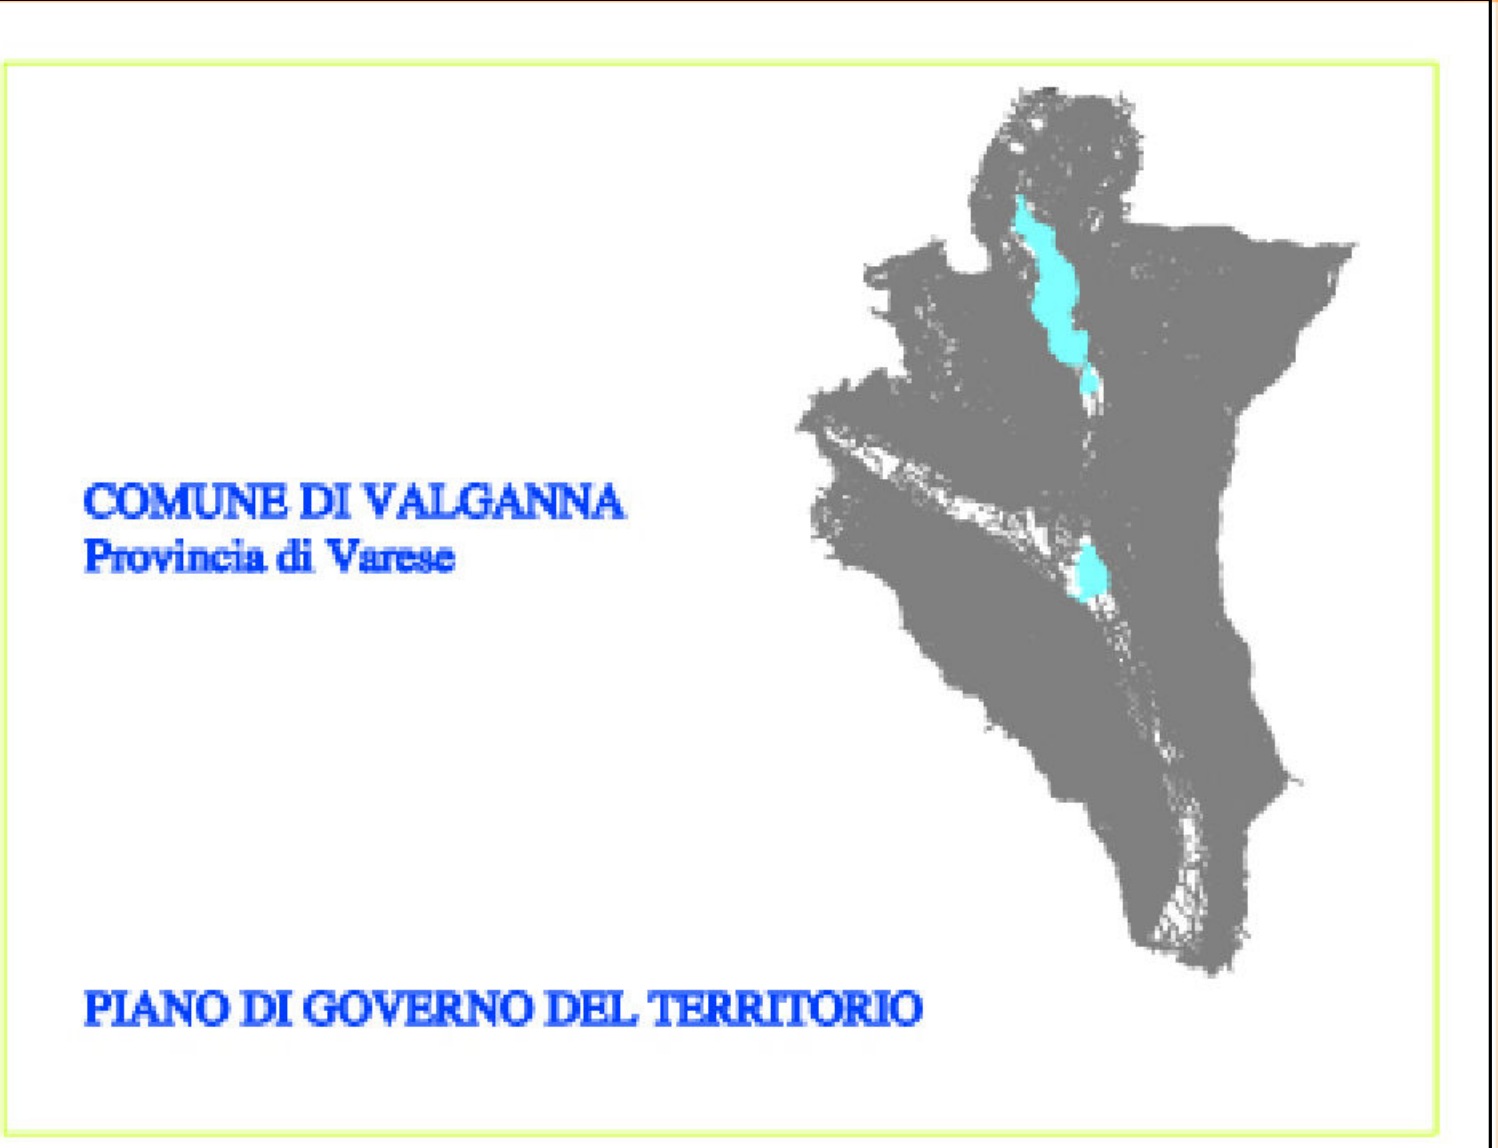 COMUNE DI VALGANNA
Provincia di Varese
PIANO DI GOVERNO DEL TERRITORIO